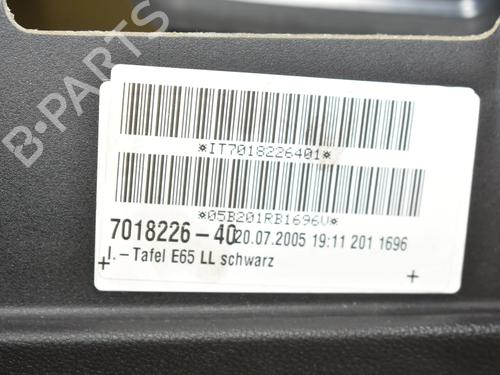 B-PARTS
*IT7018226401*
*05B201RB1696U*
7018226-40 20.07.2005 19:11 201 1696
I.-Tafel E65 LL schwarz